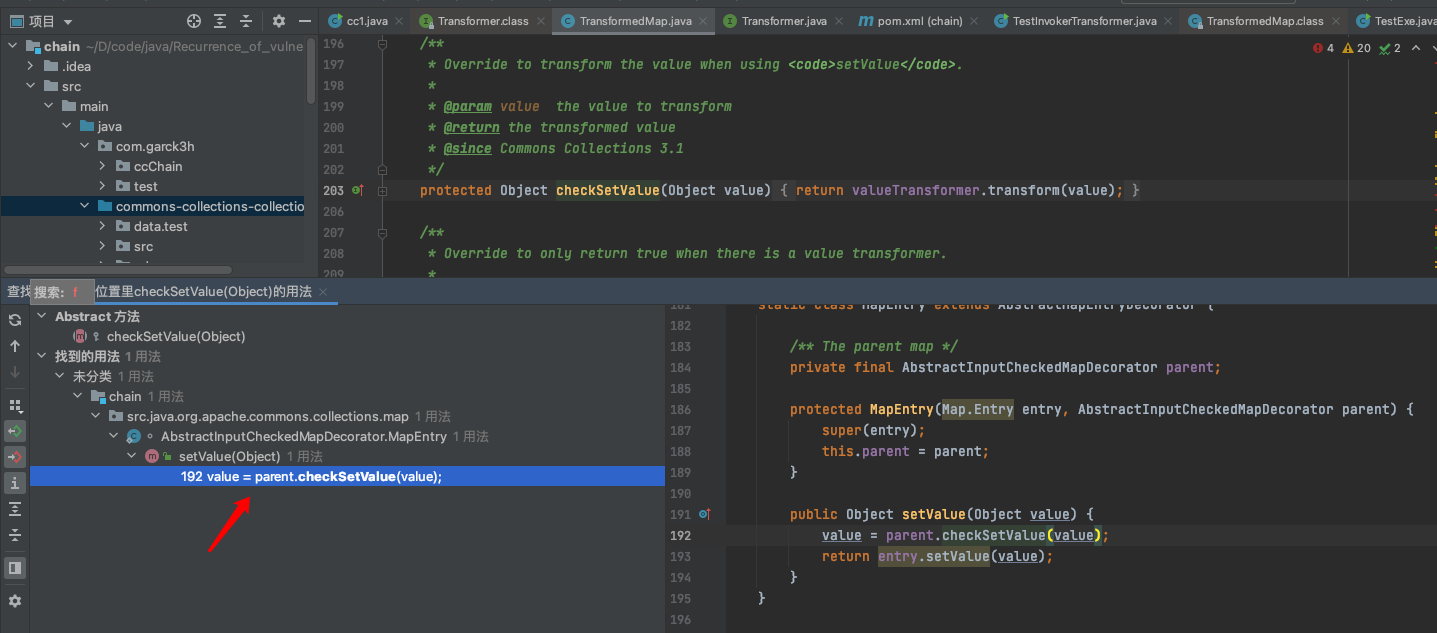 项目
cc1.java
Transformer.class
TransformedMap.java
Transformer.java
pom.xml (chain)
TestInvokerTransformer.java
TransformedMap.class
TestExe.java
chain ~/D/code/java/Recurrence_of_vulne
.idea
src
main
java
com.garck3h
ccChain
test
commons-collections-collectio
data.test
src
4 20 2
196 /**
197 * Override to transform the value when using <code>setValue</code>.
198 *
199 * @param value the value to transform
200 * @return the transformed value
201 * @since Commons Collections 3.1
202 */
203 protected Object checkSetValue(Object value) { return valueTransformer.transform(value); }
206
207 /**
208 * Override to only return true when there is a value transformer.
209 *
查找
搜索: f
位置里checkSetValue(Object)的用法
Abstract 方法
checkSetValue(Object)
找到的用法 1 用法
未分类 1 用法
chain 1 用法
src.java.org.apache.commons.collections.map 1 用法
AbstractInputCheckedMapDecorator.MapEntry 1 用法
setValue(Object) 1 用法
192 value = parent.checkSetValue(value);
181 static class MapEntry extends AbstractMapEntryDecorator {
182
183 /** The parent map */
184 private final AbstractInputCheckedMapDecorator parent;
185
186 protected MapEntry(Map.Entry entry, AbstractInputCheckedMapDecorator parent) {
187 super(entry);
188 this.parent = parent;
189 }
190
191 public Object setValue(Object value) {
192 value = parent.checkSetValue(value);
193 return entry.setValue(value);
194 }
195 }
196